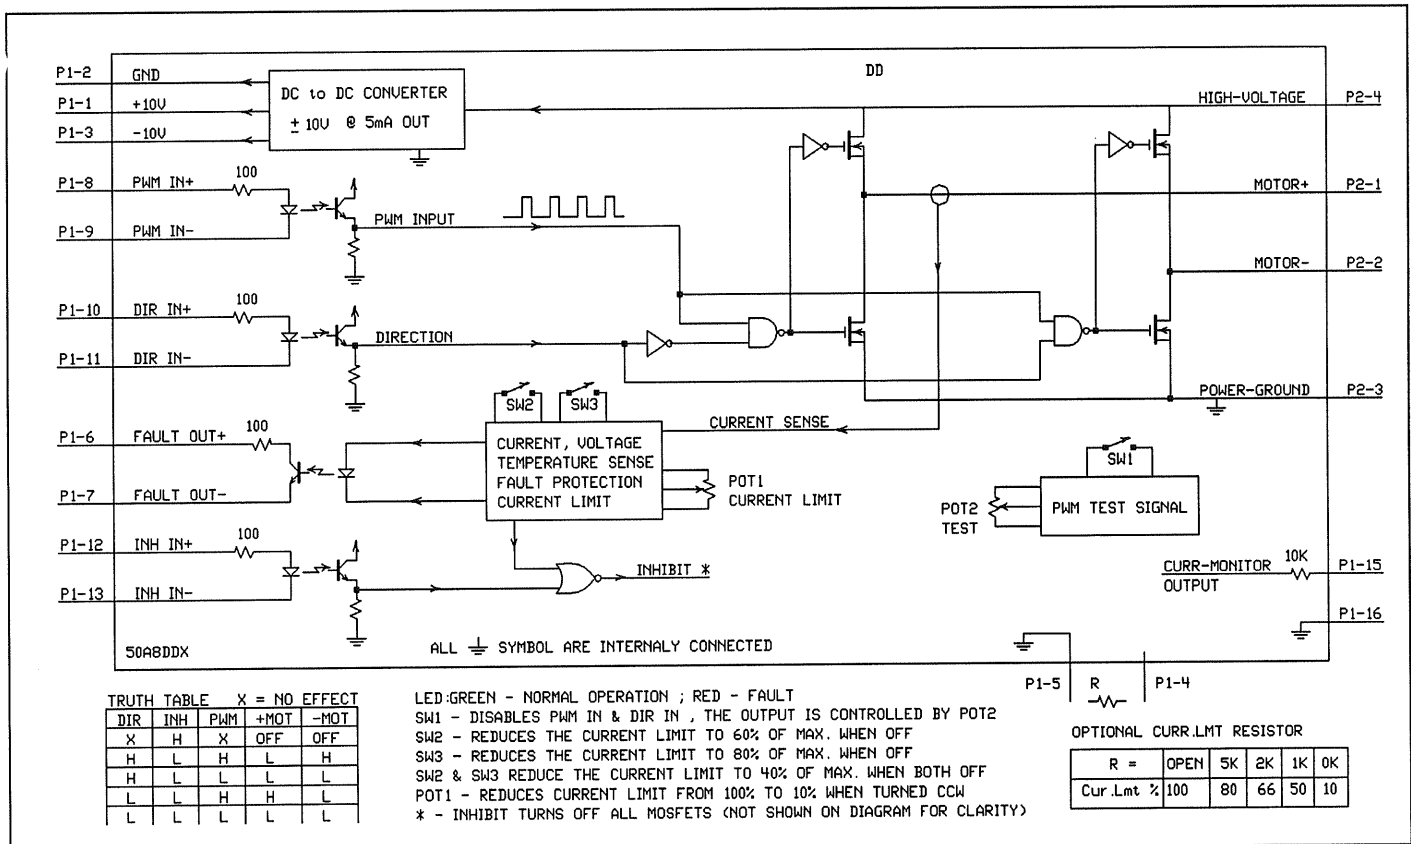 DD
P1-2 GND
P1-1 +10V
P1-3 -10V
DC to DC CONVERTER
± 10V @ 5mA OUT
HIGH-VOLTAGE P2-4
P1-8 PWM IN+ 100
P1-9 PWM IN-
PWM INPUT
MOTOR+ P2-1
MOTOR- P2-2
P1-10 DIR IN+ 100
P1-11 DIR IN-
DIRECTION
POWER-GROUND P2-3
SW2 SW3
CURRENT SENSE
P1-6 FAULT OUT+ 100
P1-7 FAULT OUT-
CURRENT, VOLTAGE
TEMPERATURE SENSE
FAULT PROTECTION
CURRENT LIMIT
POT1
CURRENT LIMIT
SW1
POT2
TEST
PWM TEST SIGNAL
P1-12 INH IN+ 100
P1-13 INH IN-
INHIBIT *
CURR-MONITOR
OUTPUT
10K P1-15
P1-16
50A8DDX
ALL SYMBOL ARE INTERNALY CONNECTED
P1-5 R P1-4
TRUTH TABLE X = NO EFFECT
DIR INH PWM +MOT -MOT
X H X OFF OFF
H L H L H
H L L L L
L L H H L
L L L L L
LED:GREEN - NORMAL OPERATION ; RED - FAULT
SW1 - DISABLES PWM IN & DIR IN , THE OUTPUT IS CONTROLLED BY POT2
SW2 - REDUCES THE CURRENT LIMIT TO 60% OF MAX. WHEN OFF
SW3 - REDUCES THE CURRENT LIMIT TO 80% OF MAX. WHEN OFF
SW2 & SW3 REDUCE THE CURRENT LIMIT TO 40% OF MAX. WHEN BOTH OFF
POT1 - REDUCES CURRENT LIMIT FROM 100% TO 10% WHEN TURNED CCW
* - INHIBIT TURNS OFF ALL MOSFETS (NOT SHOWN ON DIAGRAM FOR CLARITY)
OPTIONAL CURR.LMT RESISTOR
R = OPEN 5K 2K 1K 0K
Cur.Lmt % 100 80 66 50 10